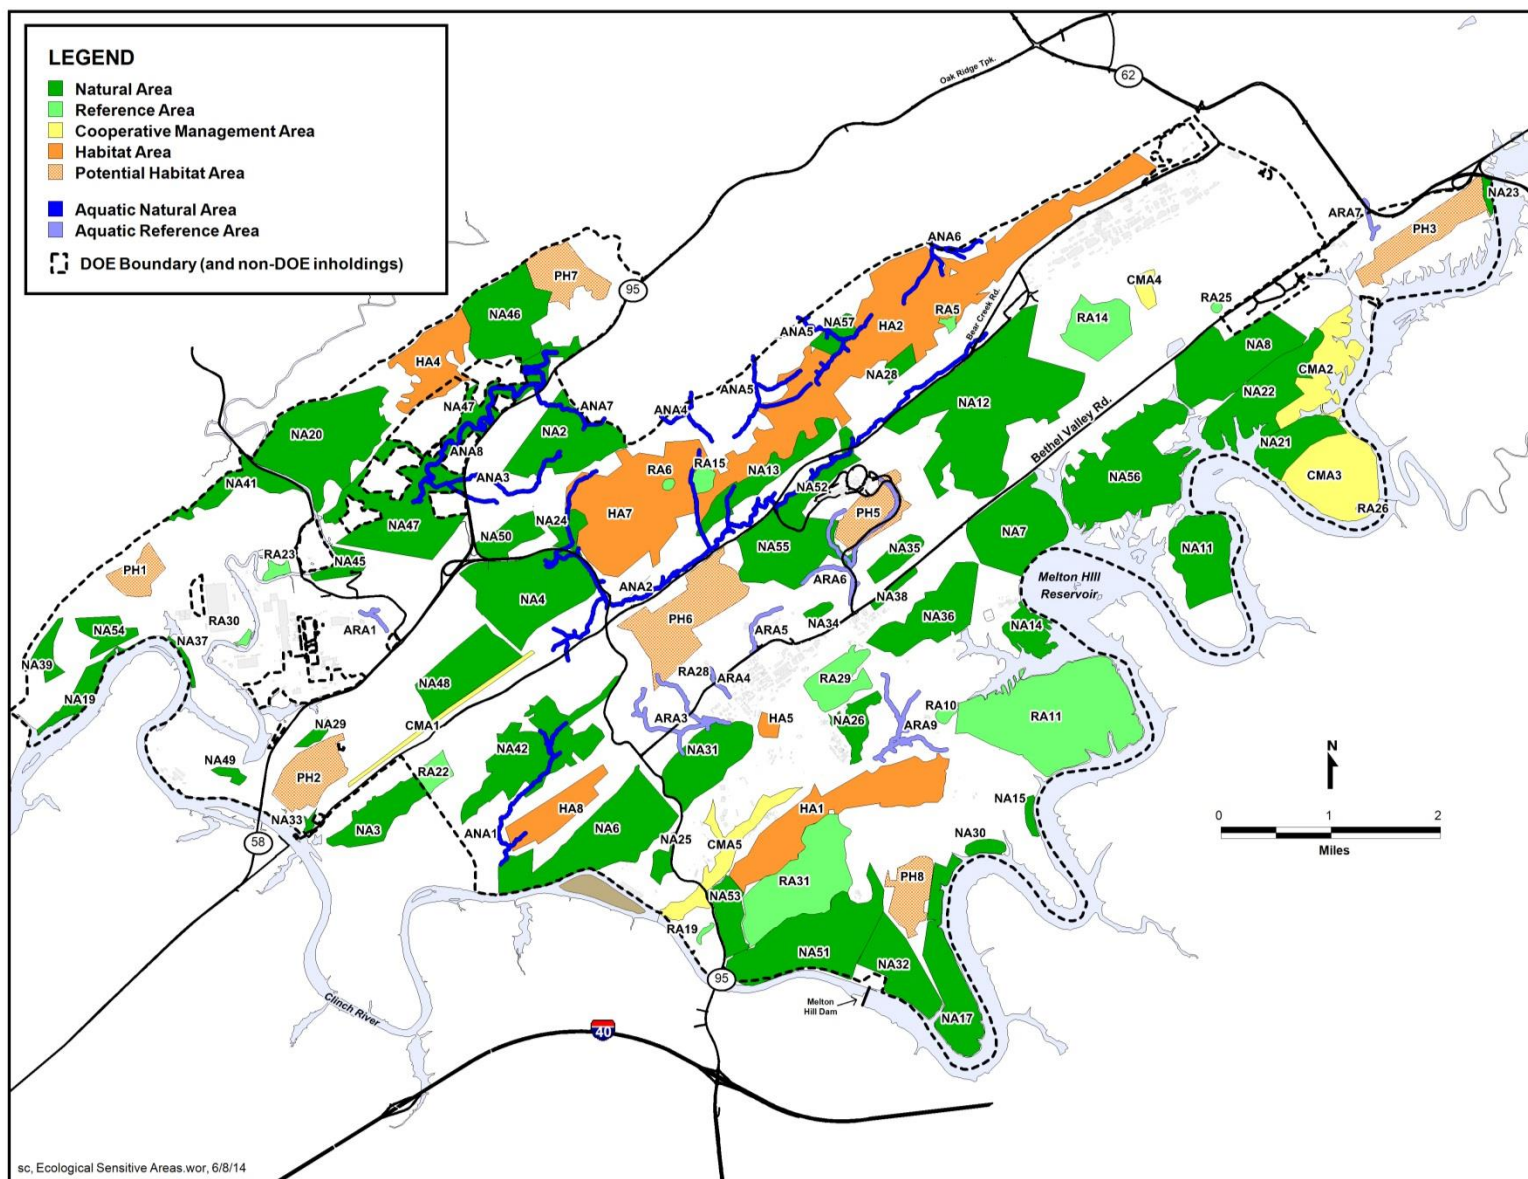 LEGEND
Natural Area
Reference Area
Cooperative Management Area
Habitat Area
Potential Habitat Area
Aquatic Natural Area
Aquatic Reference Area
DOE Boundary (and non-DOE inholdings)
Oak Ridge Tpk.
62
NA23
ARA7
PH3
ANA6
PH7
95
NA46
CMA4
RA25
RA5
Bear Creek Rd.
RA14
NA57
ANA5
HA2
HA4
NA8
CMA2
NA28
ANA5
NA22
NA47
ANA7
ANA4
NA12
Bethel Valley Rd.
NA20
NA2
NA21
ANA8
ANA3
RA6
RA15
NA13
NA56
CMA3
NA41
NA52
RA26
PH5
HA7
NA47
NA24
NA7
NA50
NA55
NA35
NA11
RA23
NA45
PH1
ARA6
Melton Hill
Reservoir
ANA2
NA4
NA38
RA30
PH6
NA36
NA34
ARA1
ARA5
NA54
NA14
NA37
NA39
RA28
ARA4
RA29
NA48
NA19
RA10
RA11
ARA3
HA5
NA26
ARA9
CMA1
NA29
NA42
NA31
NA49
RA22
PH2
N
HA8
HA1
NA15
NA33
NA3
ANA1
NA6
0
1
2
Miles
58
NA25
CMA5
NA30
PH8
RA31
NA53
RA19
NA51
NA32
95
Clinch River
Melton
Hill Dam
NA17
40
sc, Ecological Sensitive Areas.wor, 6/8/14